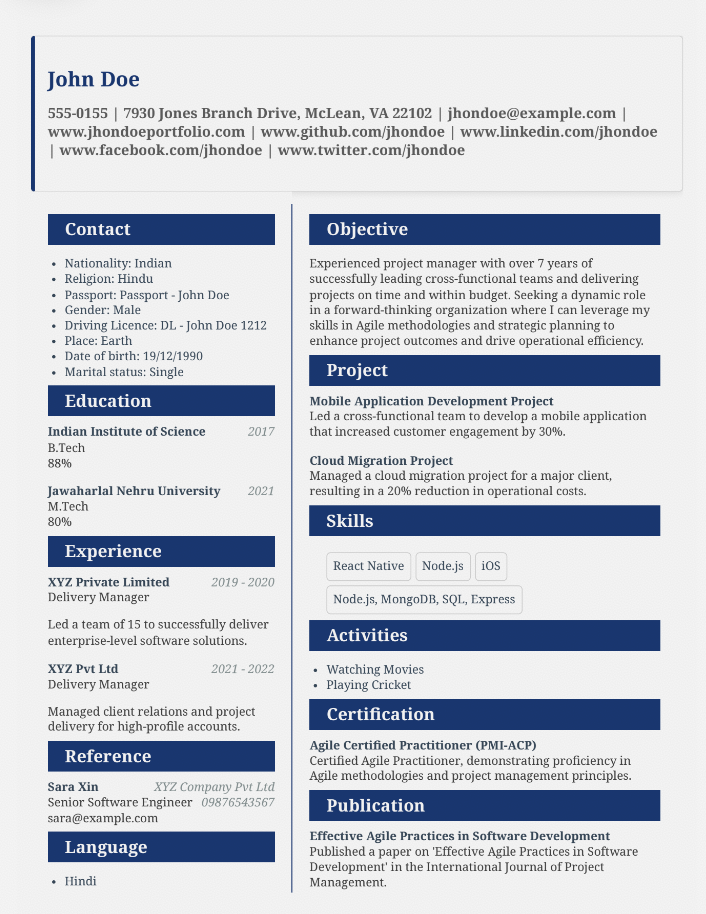 John Doe
555-0155 | 7930 Jones Branch Drive, McLean, VA 22102 | jhondoe@example.com |
www.jhondoeportfolio.com | www.github.com/jhondoe | www.linkedin.com/jhondoe
| www.facebook.com/jhondoe | www.twitter.com/jhondoe
Contact
• Nationality: Indian
• Religion: Hindu
• Passport: Passport - John Doe
• Gender: Male
• Driving Licence: DL - John Doe 1212
• Place: Earth
• Date of birth: 19/12/1990
• Marital status: Single
Education
Indian Institute of Science 2017
B.Tech
88%
Jawaharlal Nehru University 2021
M.Tech
80%
Experience
XYZ Private Limited 2019 - 2020
Delivery Manager
Led a team of 15 to successfully deliver
enterprise-level software solutions.
XYZ Pvt Ltd 2021 - 2022
Delivery Manager
Managed client relations and project
delivery for high-profile accounts.
Reference
Sara Xin XYZ Company Pvt Ltd
Senior Software Engineer 09876543567
sara@example.com
Language
• Hindi
Objective
Experienced project manager with over 7 years of
successfully leading cross-functional teams and delivering
projects on time and within budget. Seeking a dynamic role
in a forward-thinking organization where I can leverage my
skills in Agile methodologies and strategic planning to
enhance project outcomes and drive operational efficiency.
Project
Mobile Application Development Project
Led a cross-functional team to develop a mobile application
that increased customer engagement by 30%.
Cloud Migration Project
Managed a cloud migration project for a major client,
resulting in a 20% reduction in operational costs.
Skills
React Native Node.js iOS
Node.js, MongoDB, SQL, Express
Activities
• Watching Movies
• Playing Cricket
Certification
Agile Certified Practitioner (PMI-ACP)
Certified Agile Practitioner, demonstrating proficiency in
Agile methodologies and project management principles.
Publication
Effective Agile Practices in Software Development
Published a paper on 'Effective Agile Practices in Software
Development' in the International Journal of Project
Management.